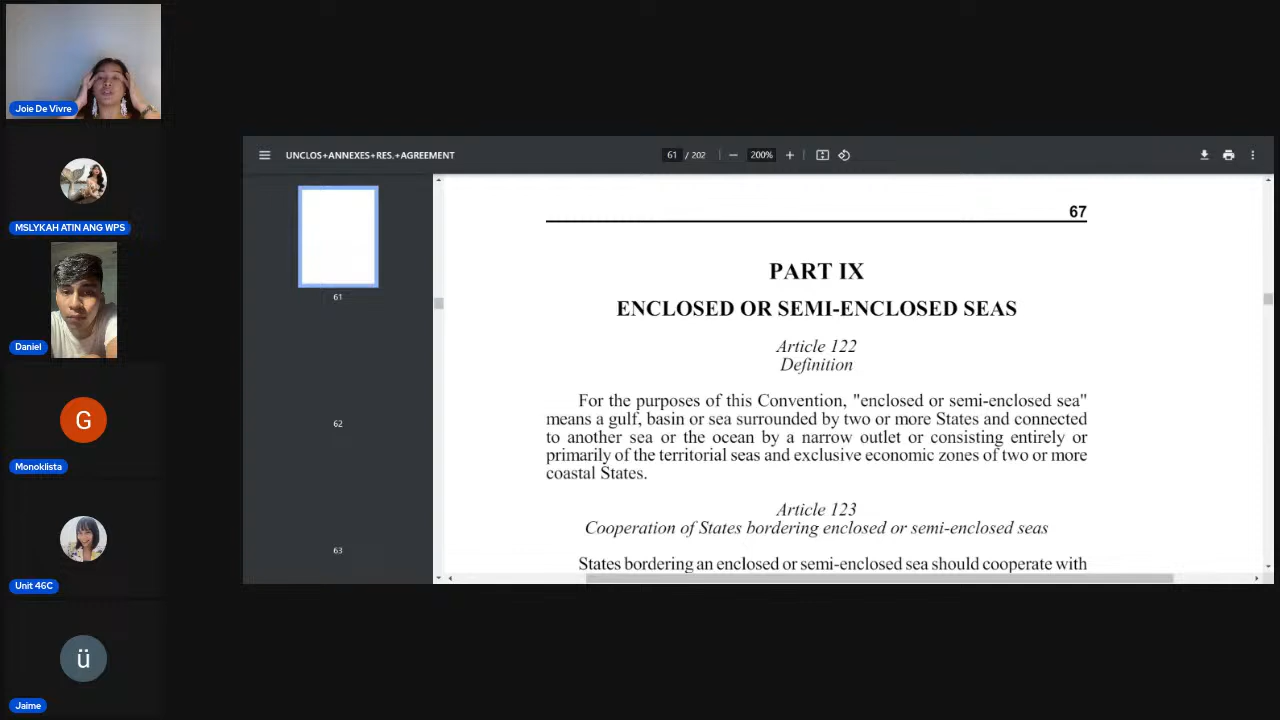 Joie De Vivre
MSLYKAH ATIN ANG WPS
Daniel
G
Monoklista
Unit 46C
ü
Jaime
UNCLOS+ANNEXES+RES.+AGREEMENT
61 / 202
200%
61
62
63
67
PART IX
ENCLOSED OR SEMI-ENCLOSED SEAS
Article 122
Definition
For the purposes of this Convention, "enclosed or semi-enclosed sea"
means a gulf, basin or sea surrounded by two or more States and connected
to another sea or the ocean by a narrow outlet or consisting entirely or
primarily of the territorial seas and exclusive economic zones of two or more
coastal States.
Article 123
Cooperation of States bordering enclosed or semi-enclosed seas
States bordering an enclosed or semi-enclosed sea should cooperate with